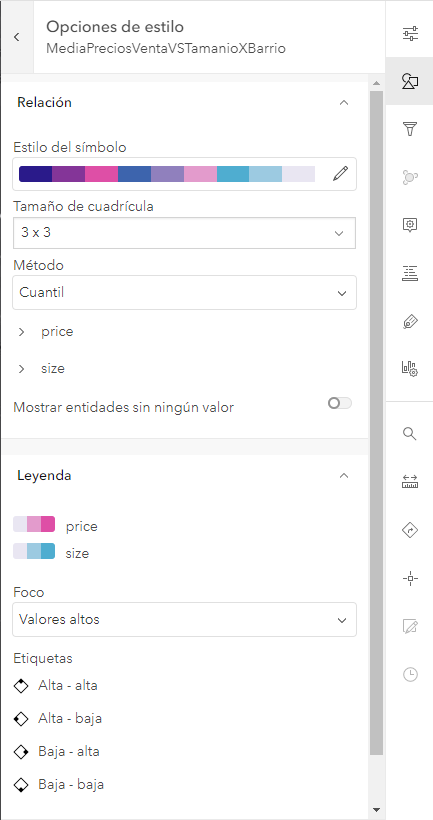 Opciones de estilo
MediaPreciosVentaVSTamanioXBarrio
Relación
Estilo del símbolo
Tamaño de cuadrícula
3 x 3
Método
Cuantil
price
size
Mostrar entidades sin ningún valor
Leyenda
price
size
Foco
Valores altos
Etiquetas
Alta - alta
Alta - baja
Baja - alta
Baja - baja